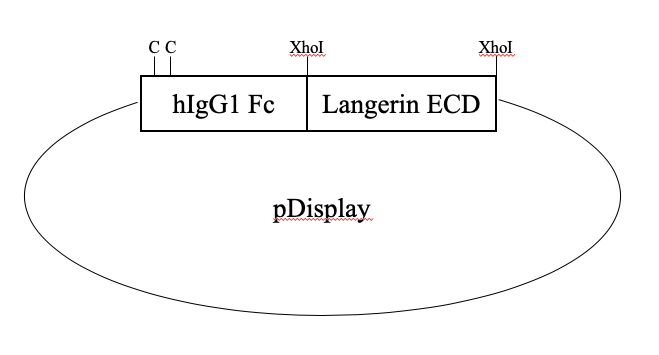 C C
XhoI
XhoI
hIgG1 Fc
Langerin ECD
pDisplay